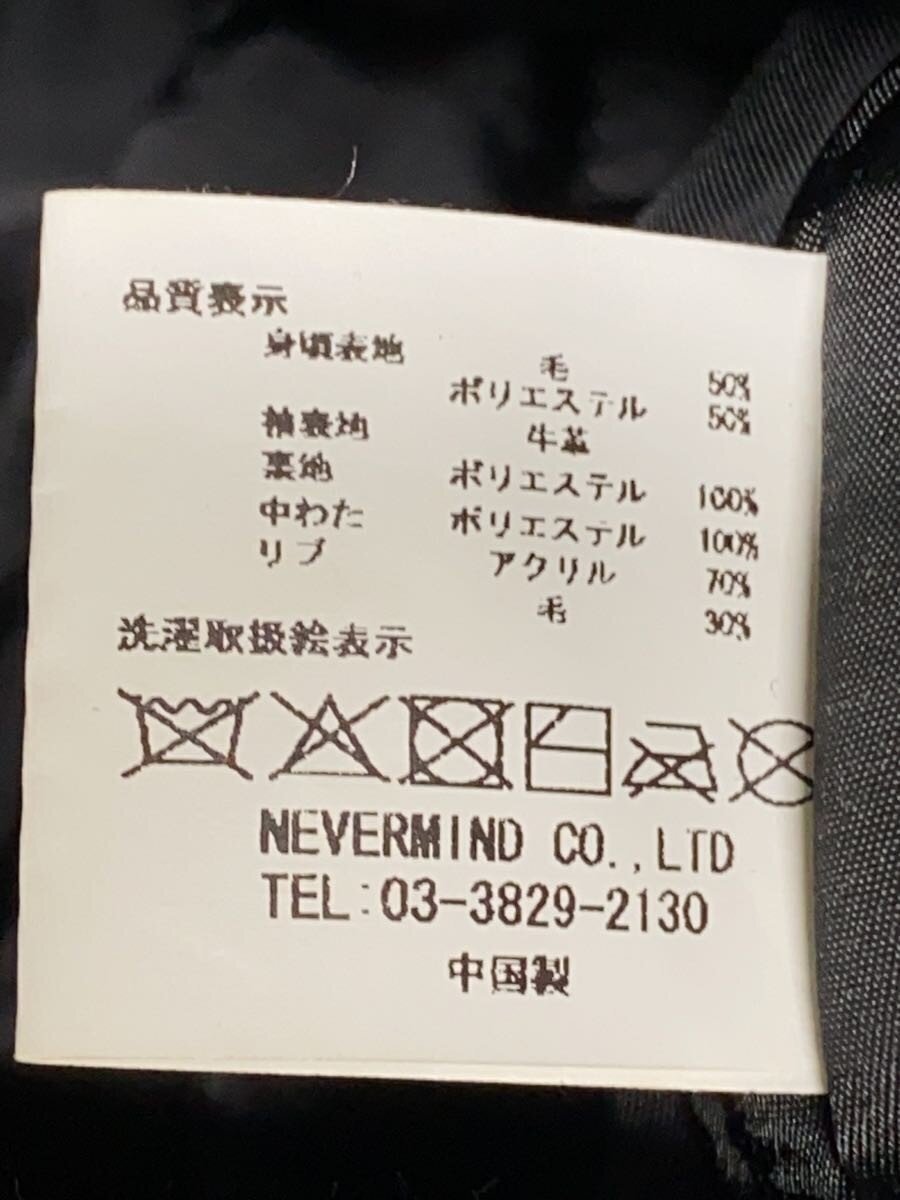 品質表示
身頃表地 毛 50%
ポリエステル 50%
袖表地 牛革
裏地 ポリエステル 100%
中わた ポリエステル 100%
リブ アクリル 70%
毛 30%
洗濯取扱絵表示
NEVERMIND CO.,LTD
TEL:03-3829-2130
中国製